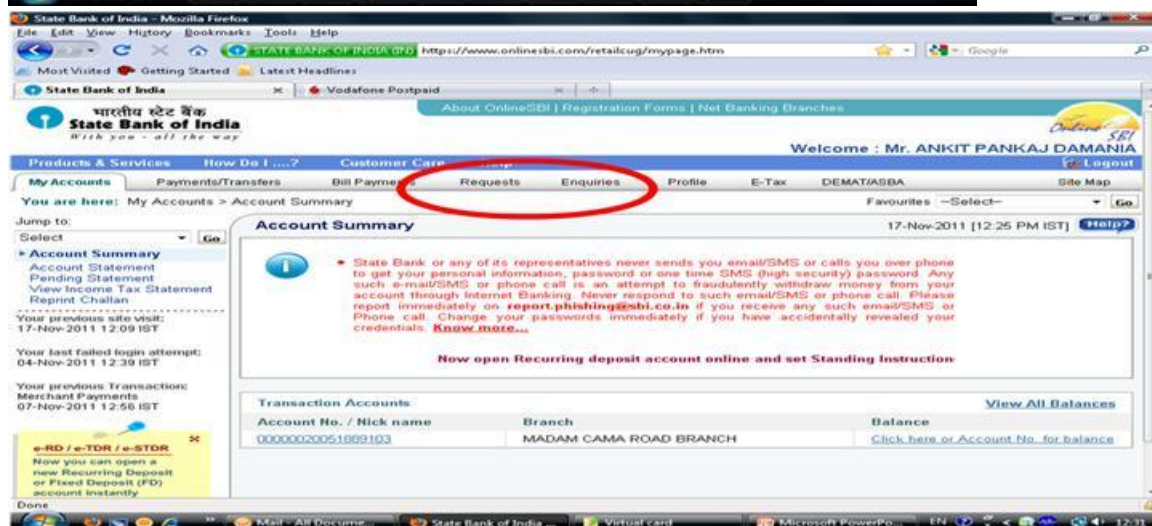 State Bank of India - Mozilla Firefox
File Edit View History Bookmarks Tools Help
STATE BANK OF INDIA (IN) https://www.onlinesbi.com/retailcug/mypage.htm Google
Most Visited Getting Started Latest Headlines
State Bank of India Vodafone Postpaid
About OnlineSBI | Registration Forms | Net Banking Branches
भारतीय स्टेट बैंक
State Bank of India
With you - all the way
Online SBI
Welcome : Mr. ANKIT PANKAJ DAMANIA
Products & Services How Do I ....? Customer Care Logout
My Accounts Payments/Transfers Bill Payments Requests Enquiries Profile E-Tax DEMAT/ASBA Site Map
You are here: My Accounts > Account Summary Favourites --Select-- Go
Jump to:
Select Go
Account Summary
Account Statement
Pending Statement
View Income Tax Statement
Reprint Challan
Your previous site visit:
17-Nov-2011 12:09 IST
Your last failed login attempt:
04-Nov-2011 12:39 IST
Your previous Transaction:
Merchant Payments
07-Nov-2011 12:56 IST
e-RD / e-TDR / e-STDR
Now you can open a
new Recurring Deposit
or Fixed Deposit (FD)
account instantly
Account Summary 17-Nov-2011 [12:25 PM IST] Help?
State Bank or any of its representatives never sends you email/SMS or calls you over phone
to get your personal information, password or one time SMS (high security) password. Any
such e-mail/SMS or phone call is an attempt to fraudulently withdraw money from your
account through Internet Banking. Never respond to such email/SMS or phone call. Please
report immediately on report.phishing@sbi.co.in if you receive any such email/SMS or
Phone call. Change your passwords immediately if you have accidentally revealed your
credentials. Know more...
Now open Recurring deposit account online and set Standing Instruction
Transaction Accounts View All Balances
Account No. / Nick name Branch Balance
00000020051889103 MADAM CAMA ROAD BRANCH Click here or Account No. for balance
Done
Mail - All Docume... State Bank of India ... Virtual card Microsoft PowerPo... EN 12:31